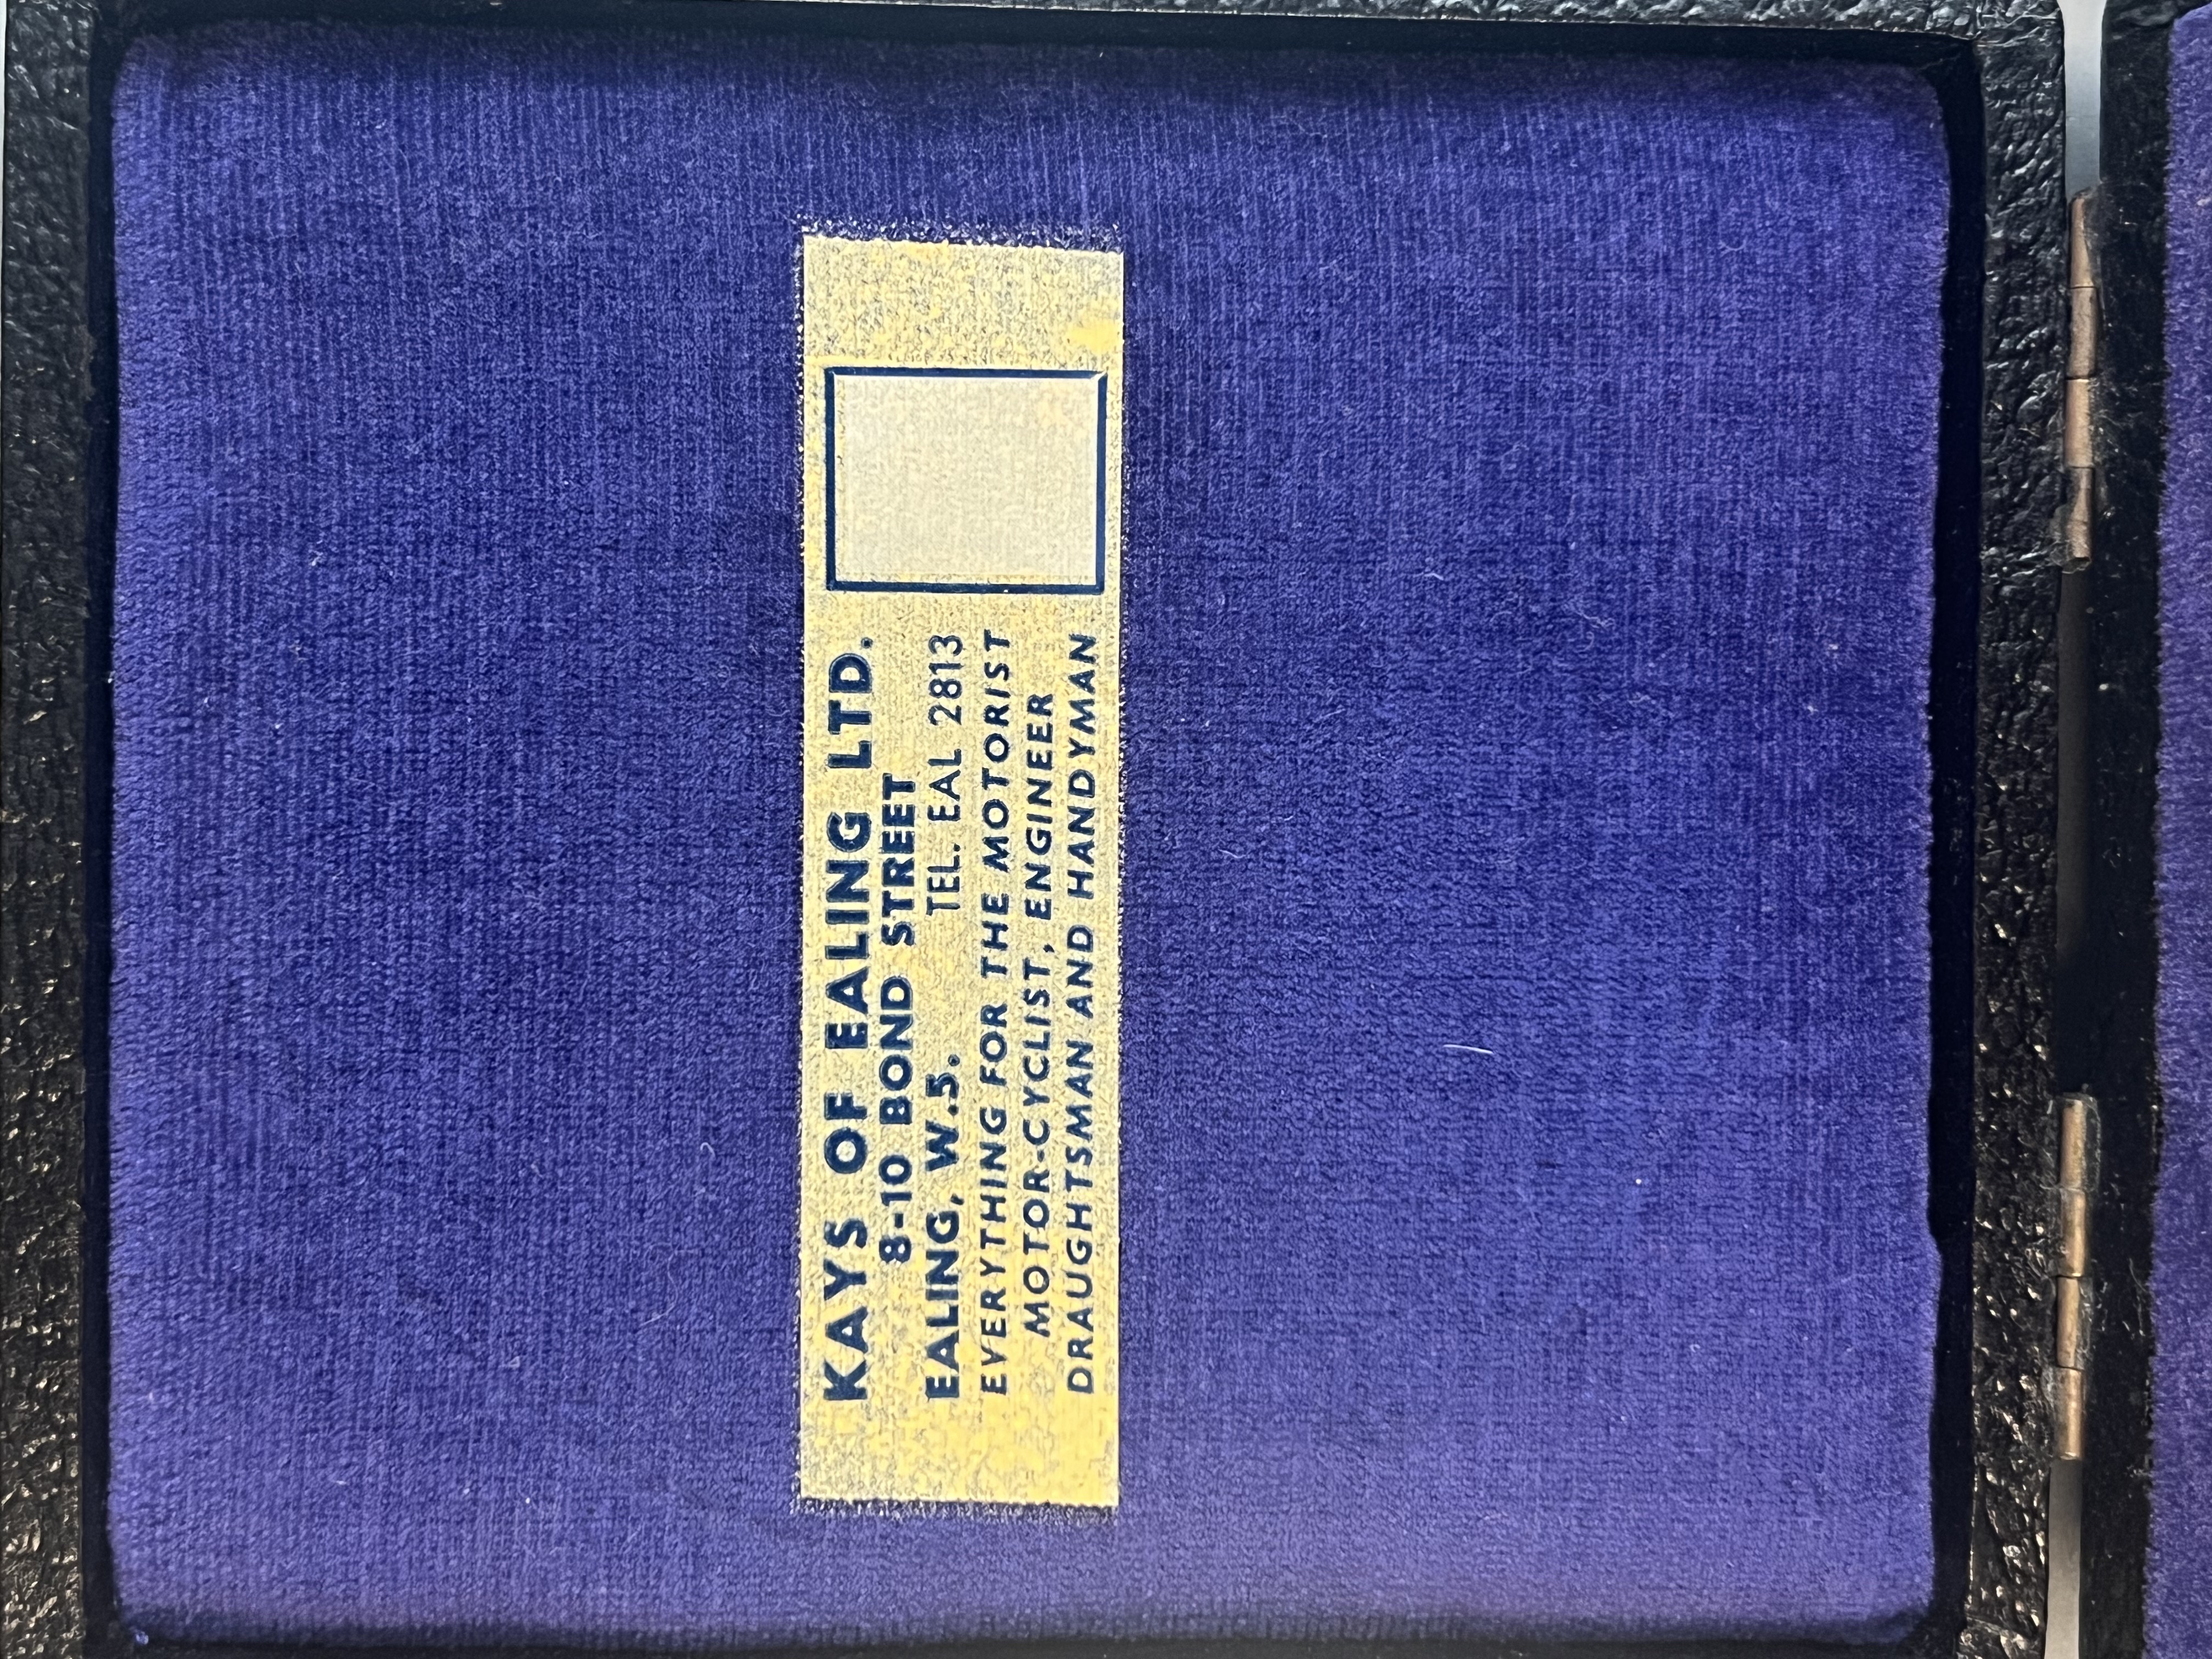 KAYS OF EALING LTD.
8-10 BOND STREET
EALING, W.5. TEL. EAL 2813
EVERYTHING FOR THE MOTORIST
MOTOR-CYCLIST, ENGINEER
DRAUGHTSMAN AND HANDYMAN